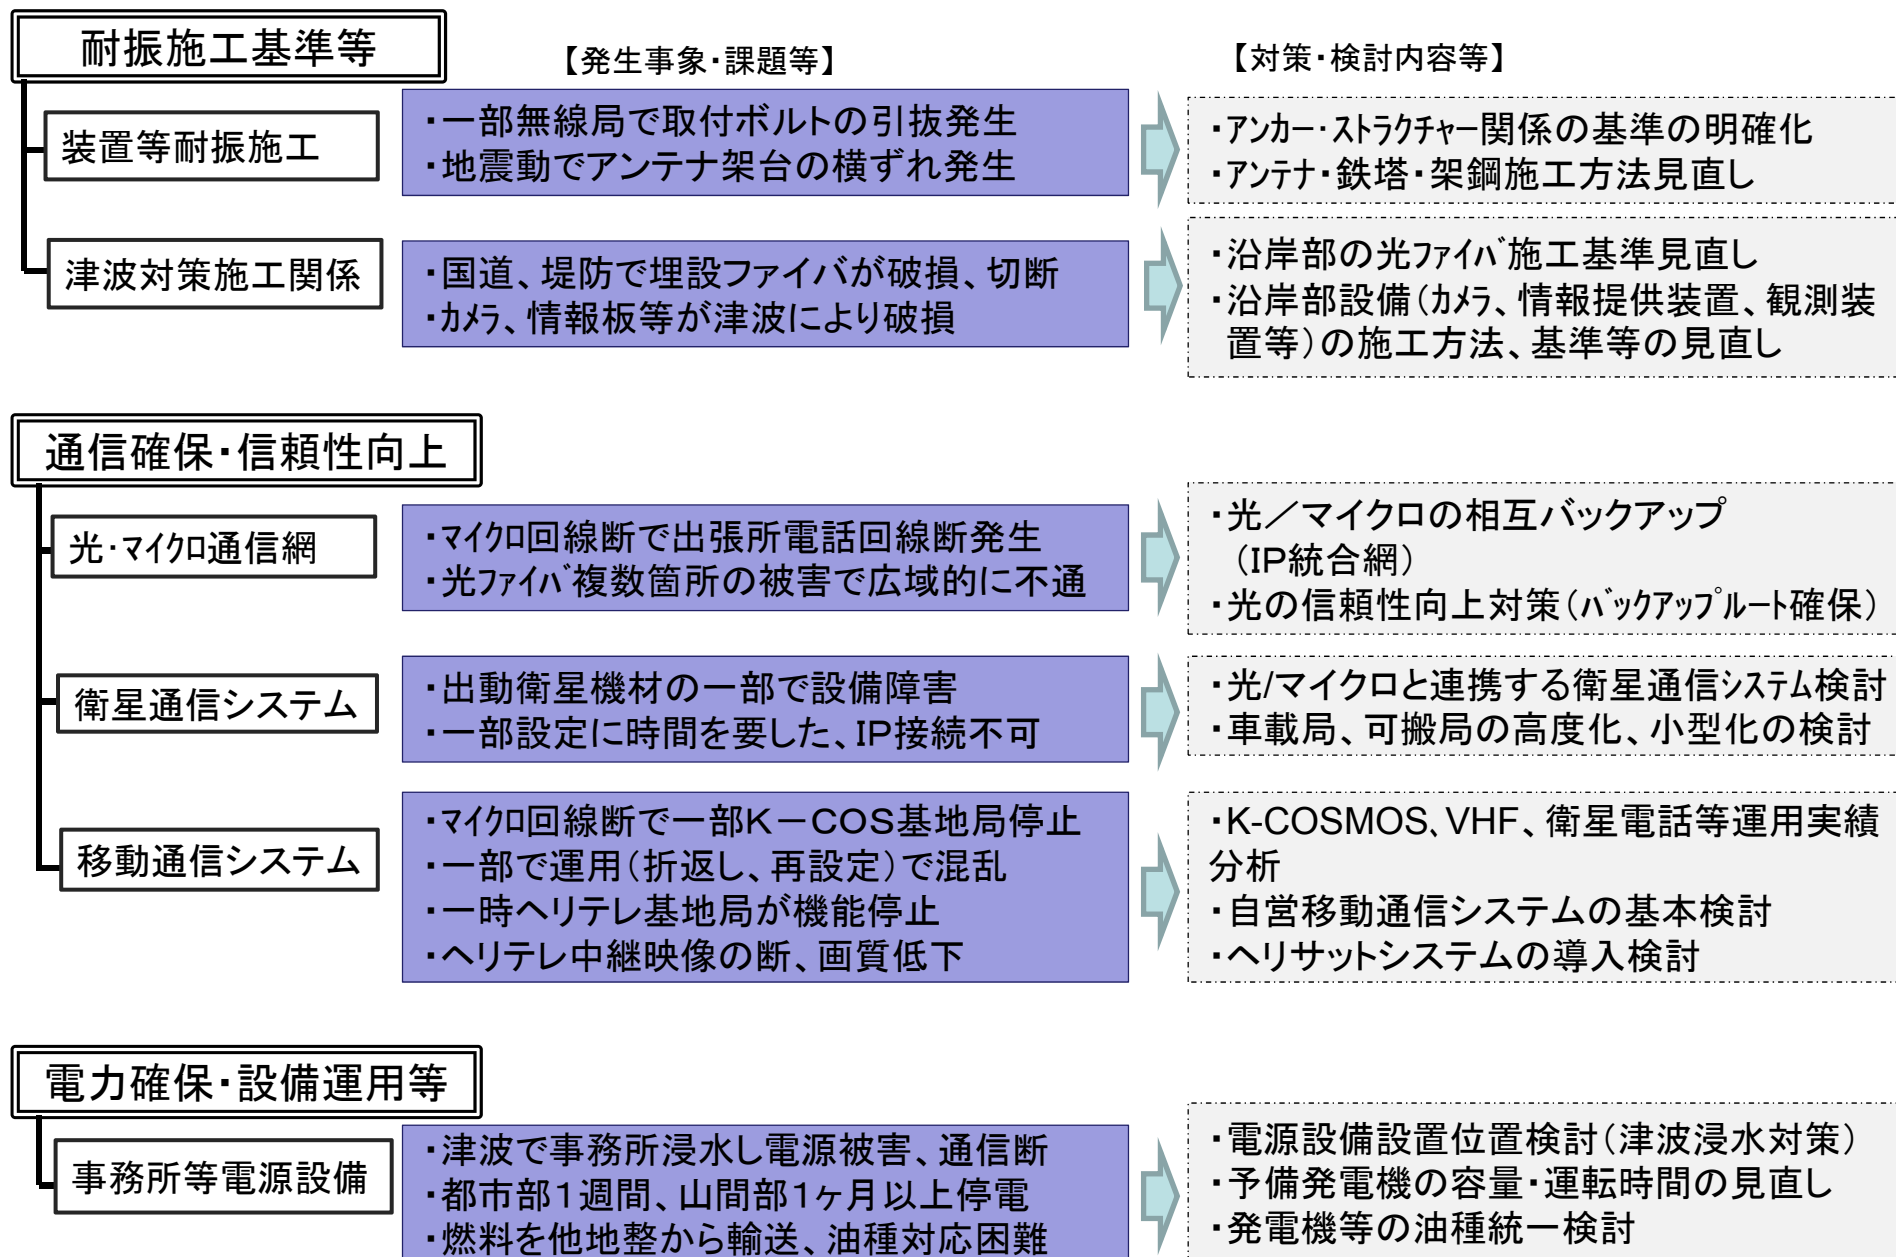 耐振施工基準等
【発生事象・課題等】
【対策・検討内容等】
装置等耐振施工
・一部無線局で取付ボルトの引抜発生
・地震動でアンテナ架台の横ずれ発生
・アンカー・ストラクチャー関係の基準の明確化
・アンテナ・鉄塔・架鋼施工方法見直し
津波対策施工関係
・国道、堤防で埋設ファイバが破損、切断
・カメラ、情報板等が津波により破損
・沿岸部の光ファイバ施工基準見直し
・沿岸部設備(カメラ、情報提供装置、観測装
置等)の施工方法、基準等の見直し
通信確保・信頼性向上
光・マイクロ通信網
・マイクロ回線断で出張所電話回線断発生
・光ファイバ複数箇所の被害で広域的に不通
・光／マイクロの相互バックアップ
(IP統合網)
・光の信頼性向上対策(バックアップルート確保)
衛星通信システム
・出動衛星機材の一部で設備障害
・一部設定に時間を要した、IP接続不可
・光/マイクロと連携する衛星通信システム検討
・車載局、可搬局の高度化、小型化の検討
移動通信システム
・マイクロ回線断で一部K－COS基地局停止
・一部で運用(折返し、再設定)で混乱
・一時ヘリテレ基地局が機能停止
・ヘリテレ中継映像の断、画質低下
・K-COSMOS、VHF、衛星電話等運用実績
分析
・自営移動通信システムの基本検討
・ヘリサットシステムの導入検討
電力確保・設備運用等
事務所等電源設備
・津波で事務所浸水し電源被害、通信断
・都市部1週間、山間部1ヶ月以上停電
・燃料を他地整から輸送、油種対応困難
・電源設備設置位置検討(津波浸水対策)
・予備発電機の容量・運転時間の見直し
・発電機等の油種統一検討